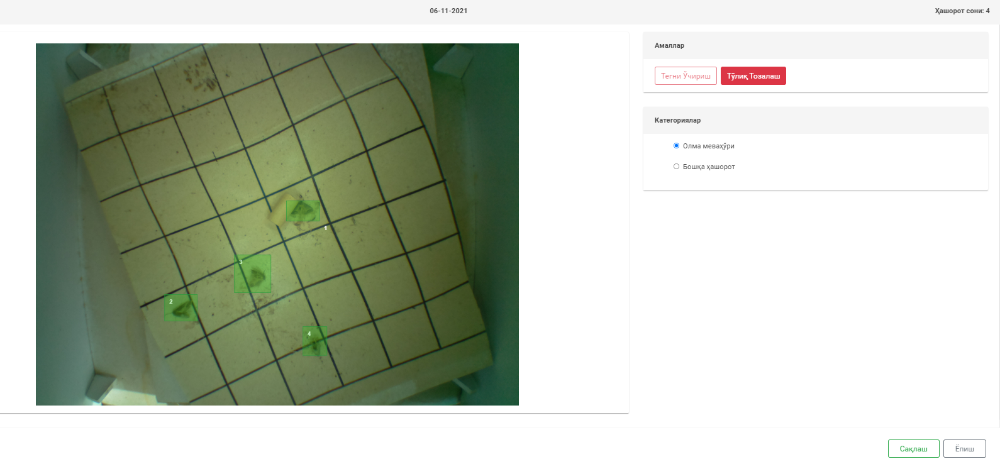 06-11-2021
Ҳашорот сони: 4
Амаллар
Тегни Ўчириш
Тўлиқ Тозалаш
Категориялар
Олма мевахўри
Бошқа ҳашорот
1
3
2
4
Сақлаш
Ёпиш